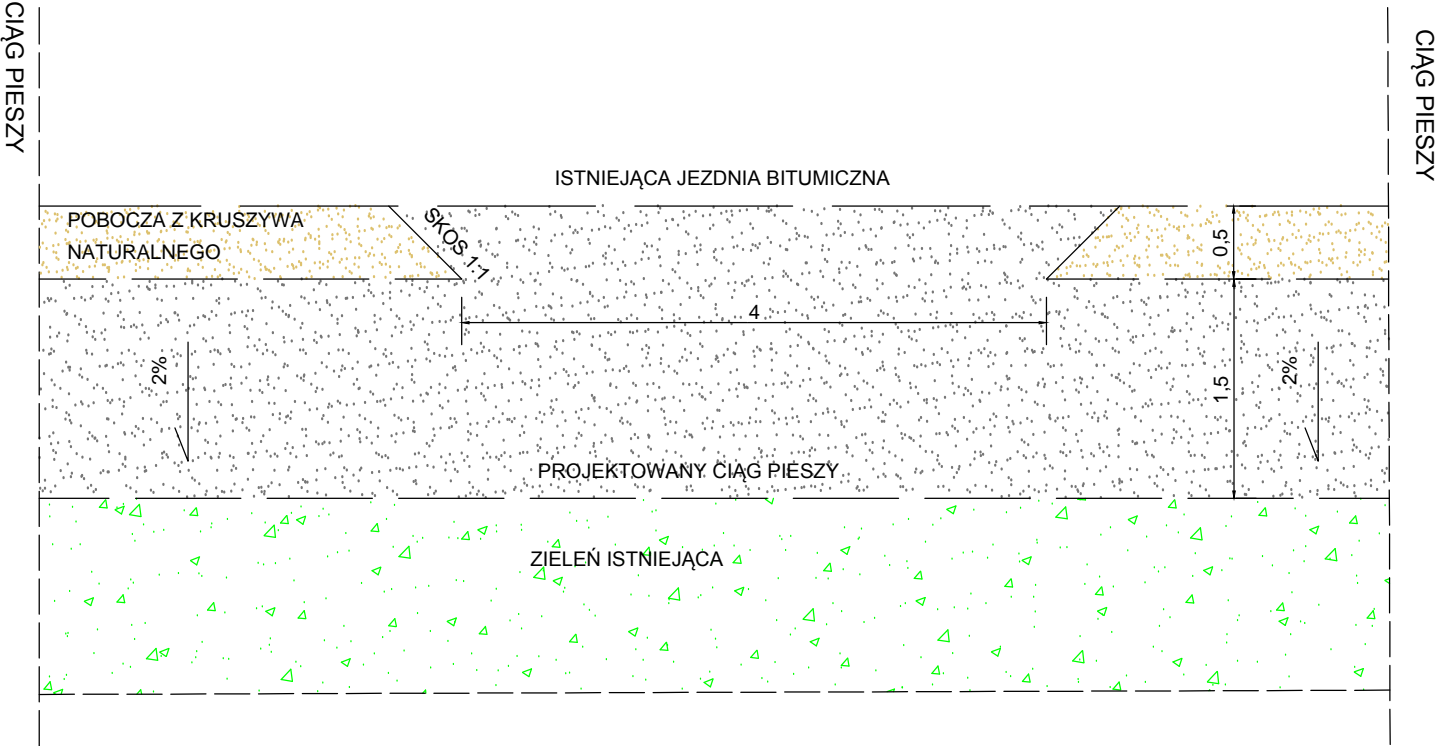 CIĄG PIESZY
CIĄG PIESZY
ISTNIEJĄCA JEZDNIA BITUMICZNA
POBOCZA Z KRUSZYWA
NATURALNEGO
SKOS 1:1
0,5
4
2%
1,5
2%
PROJEKTOWANY CIĄG PIESZY
ZIELEŃ ISTNIEJĄCA